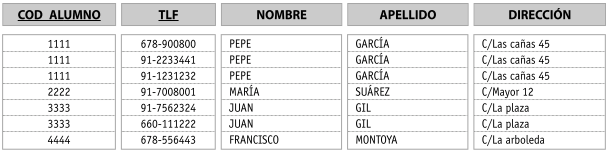 COD ALUMNO TLF NOMBRE APELLIDO DIRECCIÓN
1111 678-900800 PEPE GARCÍA C/Las cañas 45
1111 91-2233441 PEPE GARCÍA C/Las cañas 45
1111 91-1231232 PEPE GARCÍA C/Las cañas 45
2222 91-7008001 MARÍA SUÁREZ C/Mayor 12
3333 91-7562324 JUAN GIL C/La plaza
3333 660-111222 JUAN GIL C/La plaza
4444 678-556443 FRANCISCO MONTOYA C/La arboleda